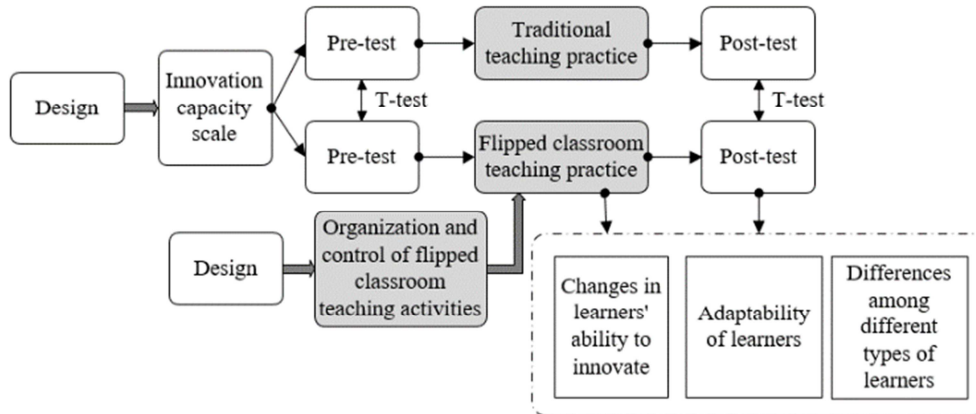 Pre-test
Traditional
teaching practice
Post-test
Design
Innovation
capacity
scale
T-test
T-test
Pre-test
Flipped classroom
teaching practice
Post-test
Design
Organization and
control of flipped
classroom
teaching activities
Changes in
learners'
ability to
innovate
Adaptability
of learners
Differences
among
different
types of
learners